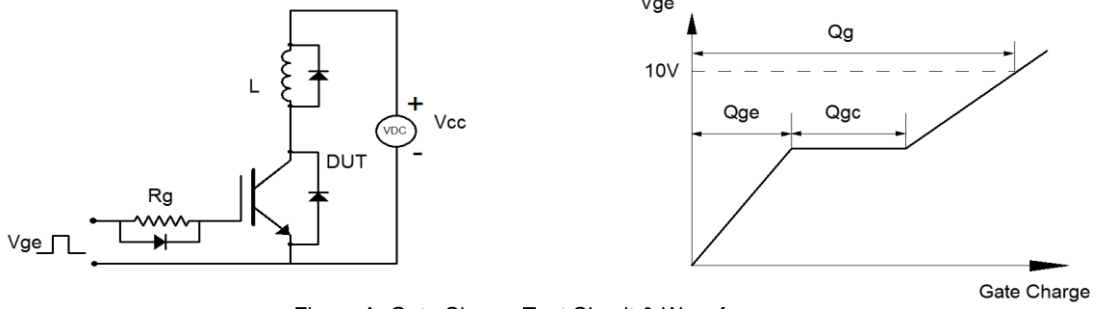 Vge
Qg
10V
L
Qge
Qgc
+
VDC
Vcc
-
DUT
Rg
Vge
Gate Charge